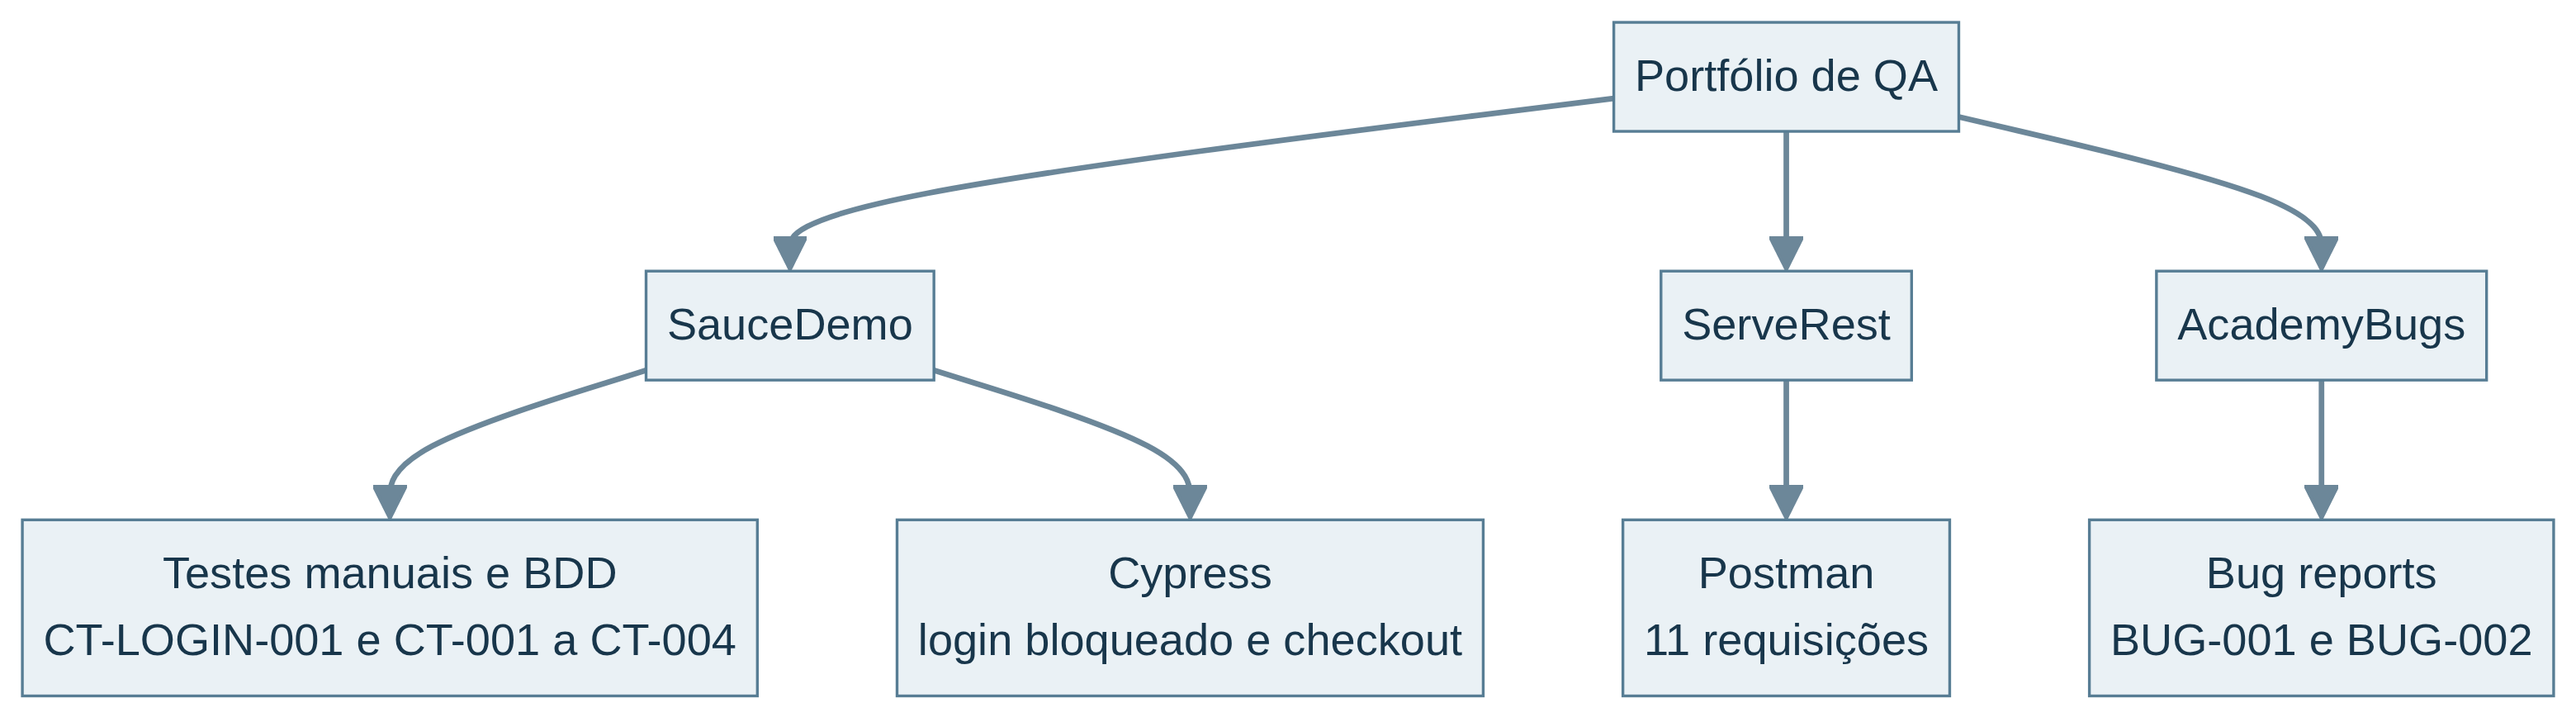 Portfólio de QA
SauceDemo
ServeRest
AcademyBugs
Testes manuais e BDD
CT-LOGIN-001 e CT-001 a CT-004
Cypress
login bloqueado e checkout
Postman
11 requisições
Bug reports
BUG-001 e BUG-002